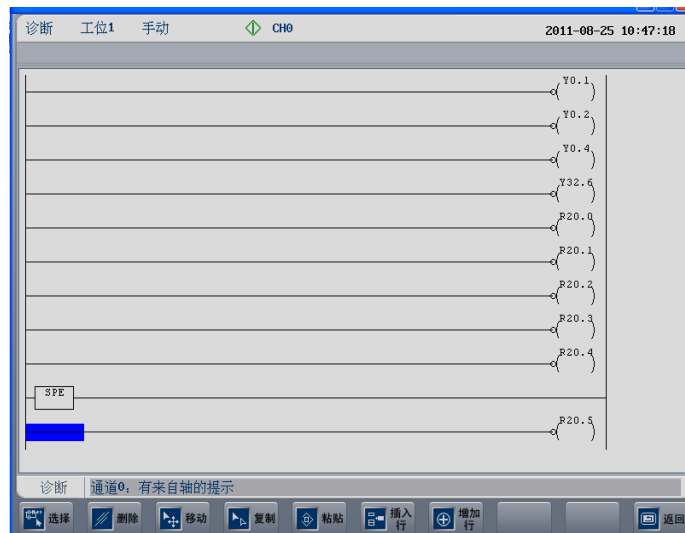 诊断 工位1 手动 CH0 2011-08-25 10:47:18
Y0.1
Y0.2
Y0.4
Y32.6
R20.0
R20.1
R20.2
R20.3
R20.4
SPE
R20.5
诊断 通道0: 有来自轴的提示
选择 删除 移动 复制 粘贴 插入行 增加行 返回